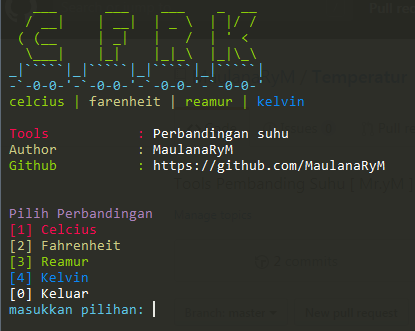 C F R K
celcius | farenheit | reamur | kelvin
Tools : Perbandingan suhu
Author : MaulanaRyM
Github : https://github.com/MaulanaRyM
Pilih Perbandingan
[1] Celcius
[2] Fahrenheit
[3] Reamur
[4] Kelvin
[0] Keluar
masukkan pilihan: